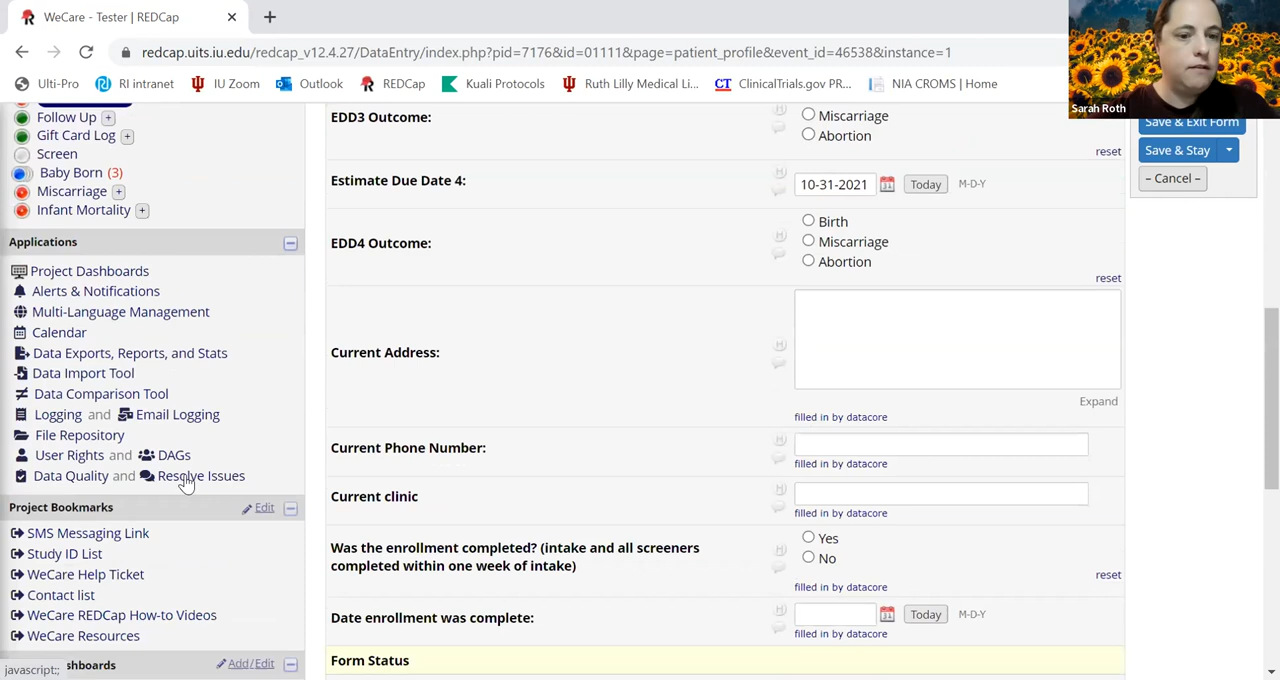 WeCare - Tester | REDCap
redcap.uits.iu.edu/redcap_v12.4.27/DataEntry/index.php?pid=7176&id=01111&page=patient_profile&event_id=46538&instance=1
Ulti-Pro RI intranet IU Zoom Outlook REDCap Kuali Protocols Ruth Lilly Medical Li... ClinicalTrials.gov PR... NIA CROMS | Home
Sarah Roth
Follow Up
Gift Card Log
Screen
Baby Born (3)
Miscarriage
Infant Mortality
Applications
Project Dashboards
Alerts & Notifications
Multi-Language Management
Calendar
Data Exports, Reports, and Stats
Data Import Tool
Data Comparison Tool
Logging and Email Logging
File Repository
User Rights and DAGs
Data Quality and Resolve Issues
Project Bookmarks Edit
SMS Messaging Link
Study ID List
WeCare Help Ticket
Contact list
WeCare REDCap How-to Videos
WeCare Resources
javascript:; shboards Add/Edit
EDD3 Outcome:
Miscarriage
Abortion
reset
Estimate Due Date 4: 10-31-2021 31 Today M-D-Y
EDD4 Outcome:
Birth
Miscarriage
Abortion
reset
Current Address:
Expand
filled in by datacore
Current Phone Number:
filled in by datacore
Current clinic
filled in by datacore
Was the enrollment completed? (intake and all screeners
completed within one week of intake)
Yes
No
reset
filled in by datacore
Date enrollment was complete: 31 Today M-D-Y
filled in by datacore
Form Status
Save & Exit Form
Save & Stay
– Cancel –